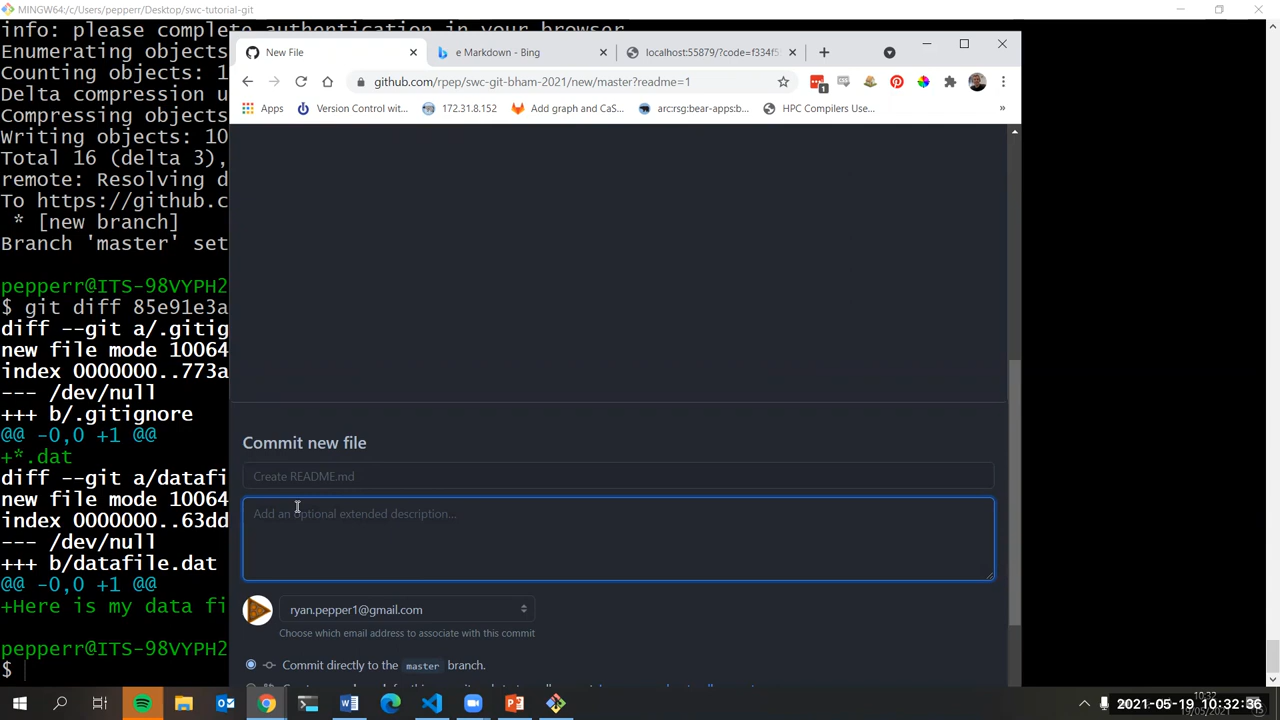 MINGW64:/c/Users/pepperr/Desktop/swc-tutorial-git
info: please complete authentication in your browser
Enumerating objects
Counting objects: 1
Delta compression u
Compressing objects
Writing objects: 10
Total 16 (delta 3),
remote: Resolving d
To https://github.c
* [new branch]
Branch 'master' set
pepperr@ITS-98VYPH2
$ git diff 85e91e3a
diff --git a/.gitig
new file mode 10064
index 0000000..773a
--- /dev/null
+++ b/.gitignore
@@ -0,0 +1 @@
+*.dat
diff --git a/datafi
new file mode 10064
index 0000000..63dd
--- /dev/null
+++ b/datafile.dat
@@ -0,0 +1 @@
+Here is my data fi
pepperr@ITS-98VYPH2
$
New File
e Markdown - Bing
localhost:55879/?code=f334f5
github.com/rpep/swc-git-bham-2021/new/master?readme=1
1
Apps
Version Control wit...
172.31.8.152
Add graph and CaS...
arc:rsg:bear-apps:b...
HPC Compilers Use...
»
Commit new file
Create README.md
Add an optional extended description...
ryan.pepper1@gmail.com
Choose which email address to associate with this commit
Commit directly to the master branch.
10:32
19/05/2021
2021-05-19 10:32:36